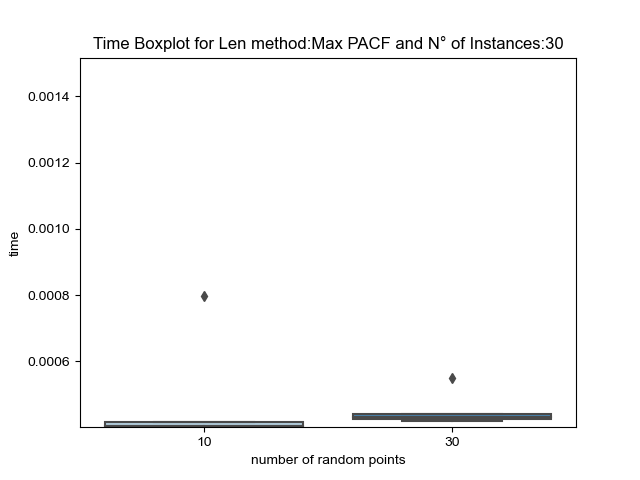 Time Boxplot for Len method:Max PACF and N° of Instances:30
0.0014
0.0012
0.0010
0.0008
0.0006
time
10
30
number of random points